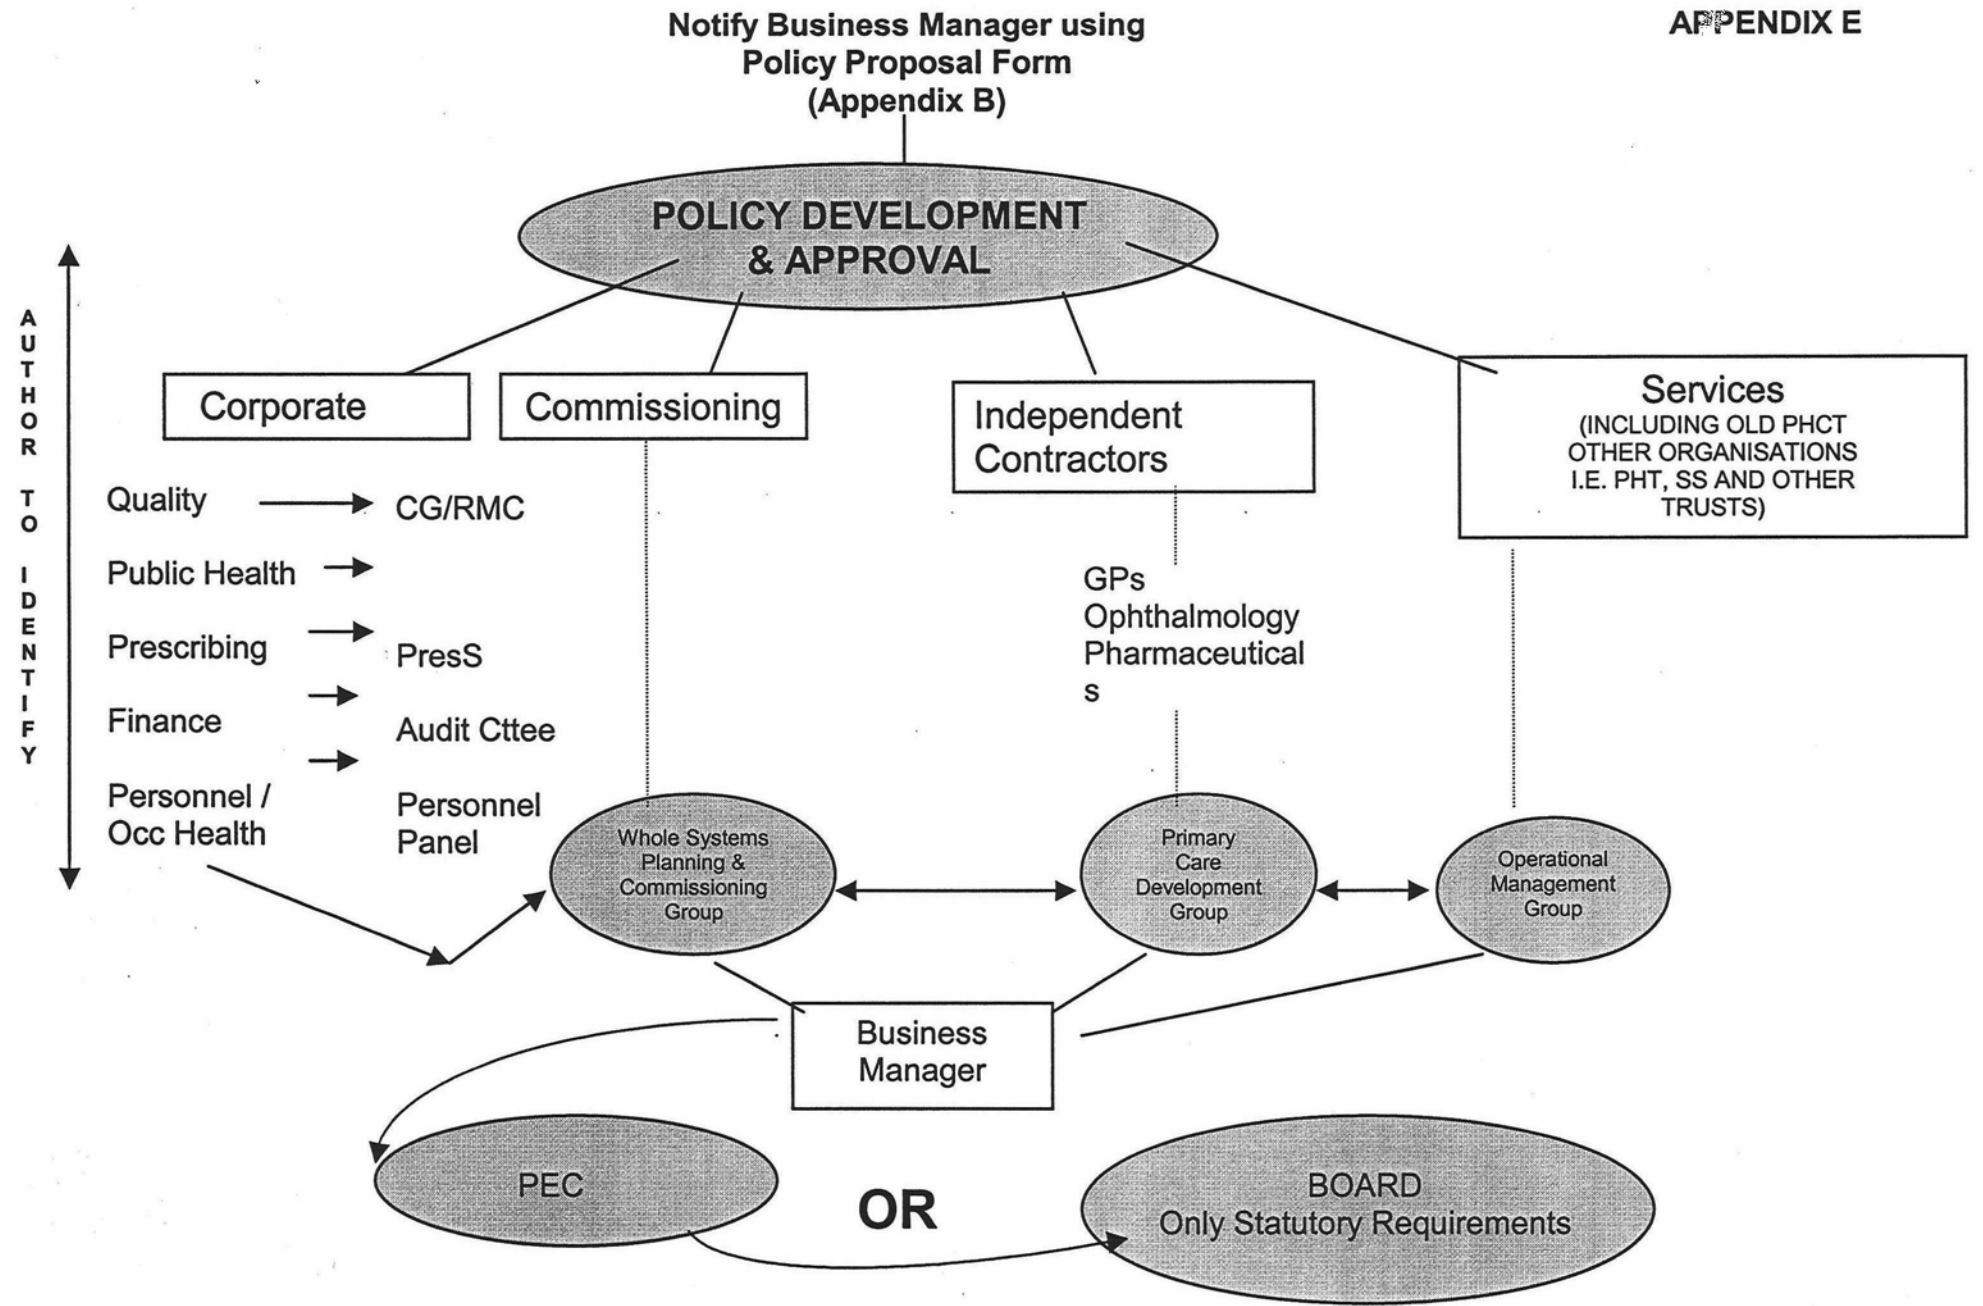 APPENDIX E
Notify Business Manager using
Policy Proposal Form
(Appendix B)
POLICY DEVELOPMENT
& APPROVAL
AUTHOR TO IDENTIFY
Corporate
Commissioning
Independent
Contractors
Services
(INCLUDING OLD PHCT
OTHER ORGANISATIONS
I.E. PHT, SS AND OTHER
TRUSTS)
Quality
CG/RMC
Public Health
Prescribing
PresS
Finance
Audit Cttee
Personnel /
Occ Health
Personnel
Panel
GPs
Ophthalmology
Pharmaceutical
s
Whole Systems
Planning &
Commissioning
Group
Primary
Care
Development
Group
Operational
Management
Group
Business
Manager
PEC
OR
BOARD
Only Statutory Requirements